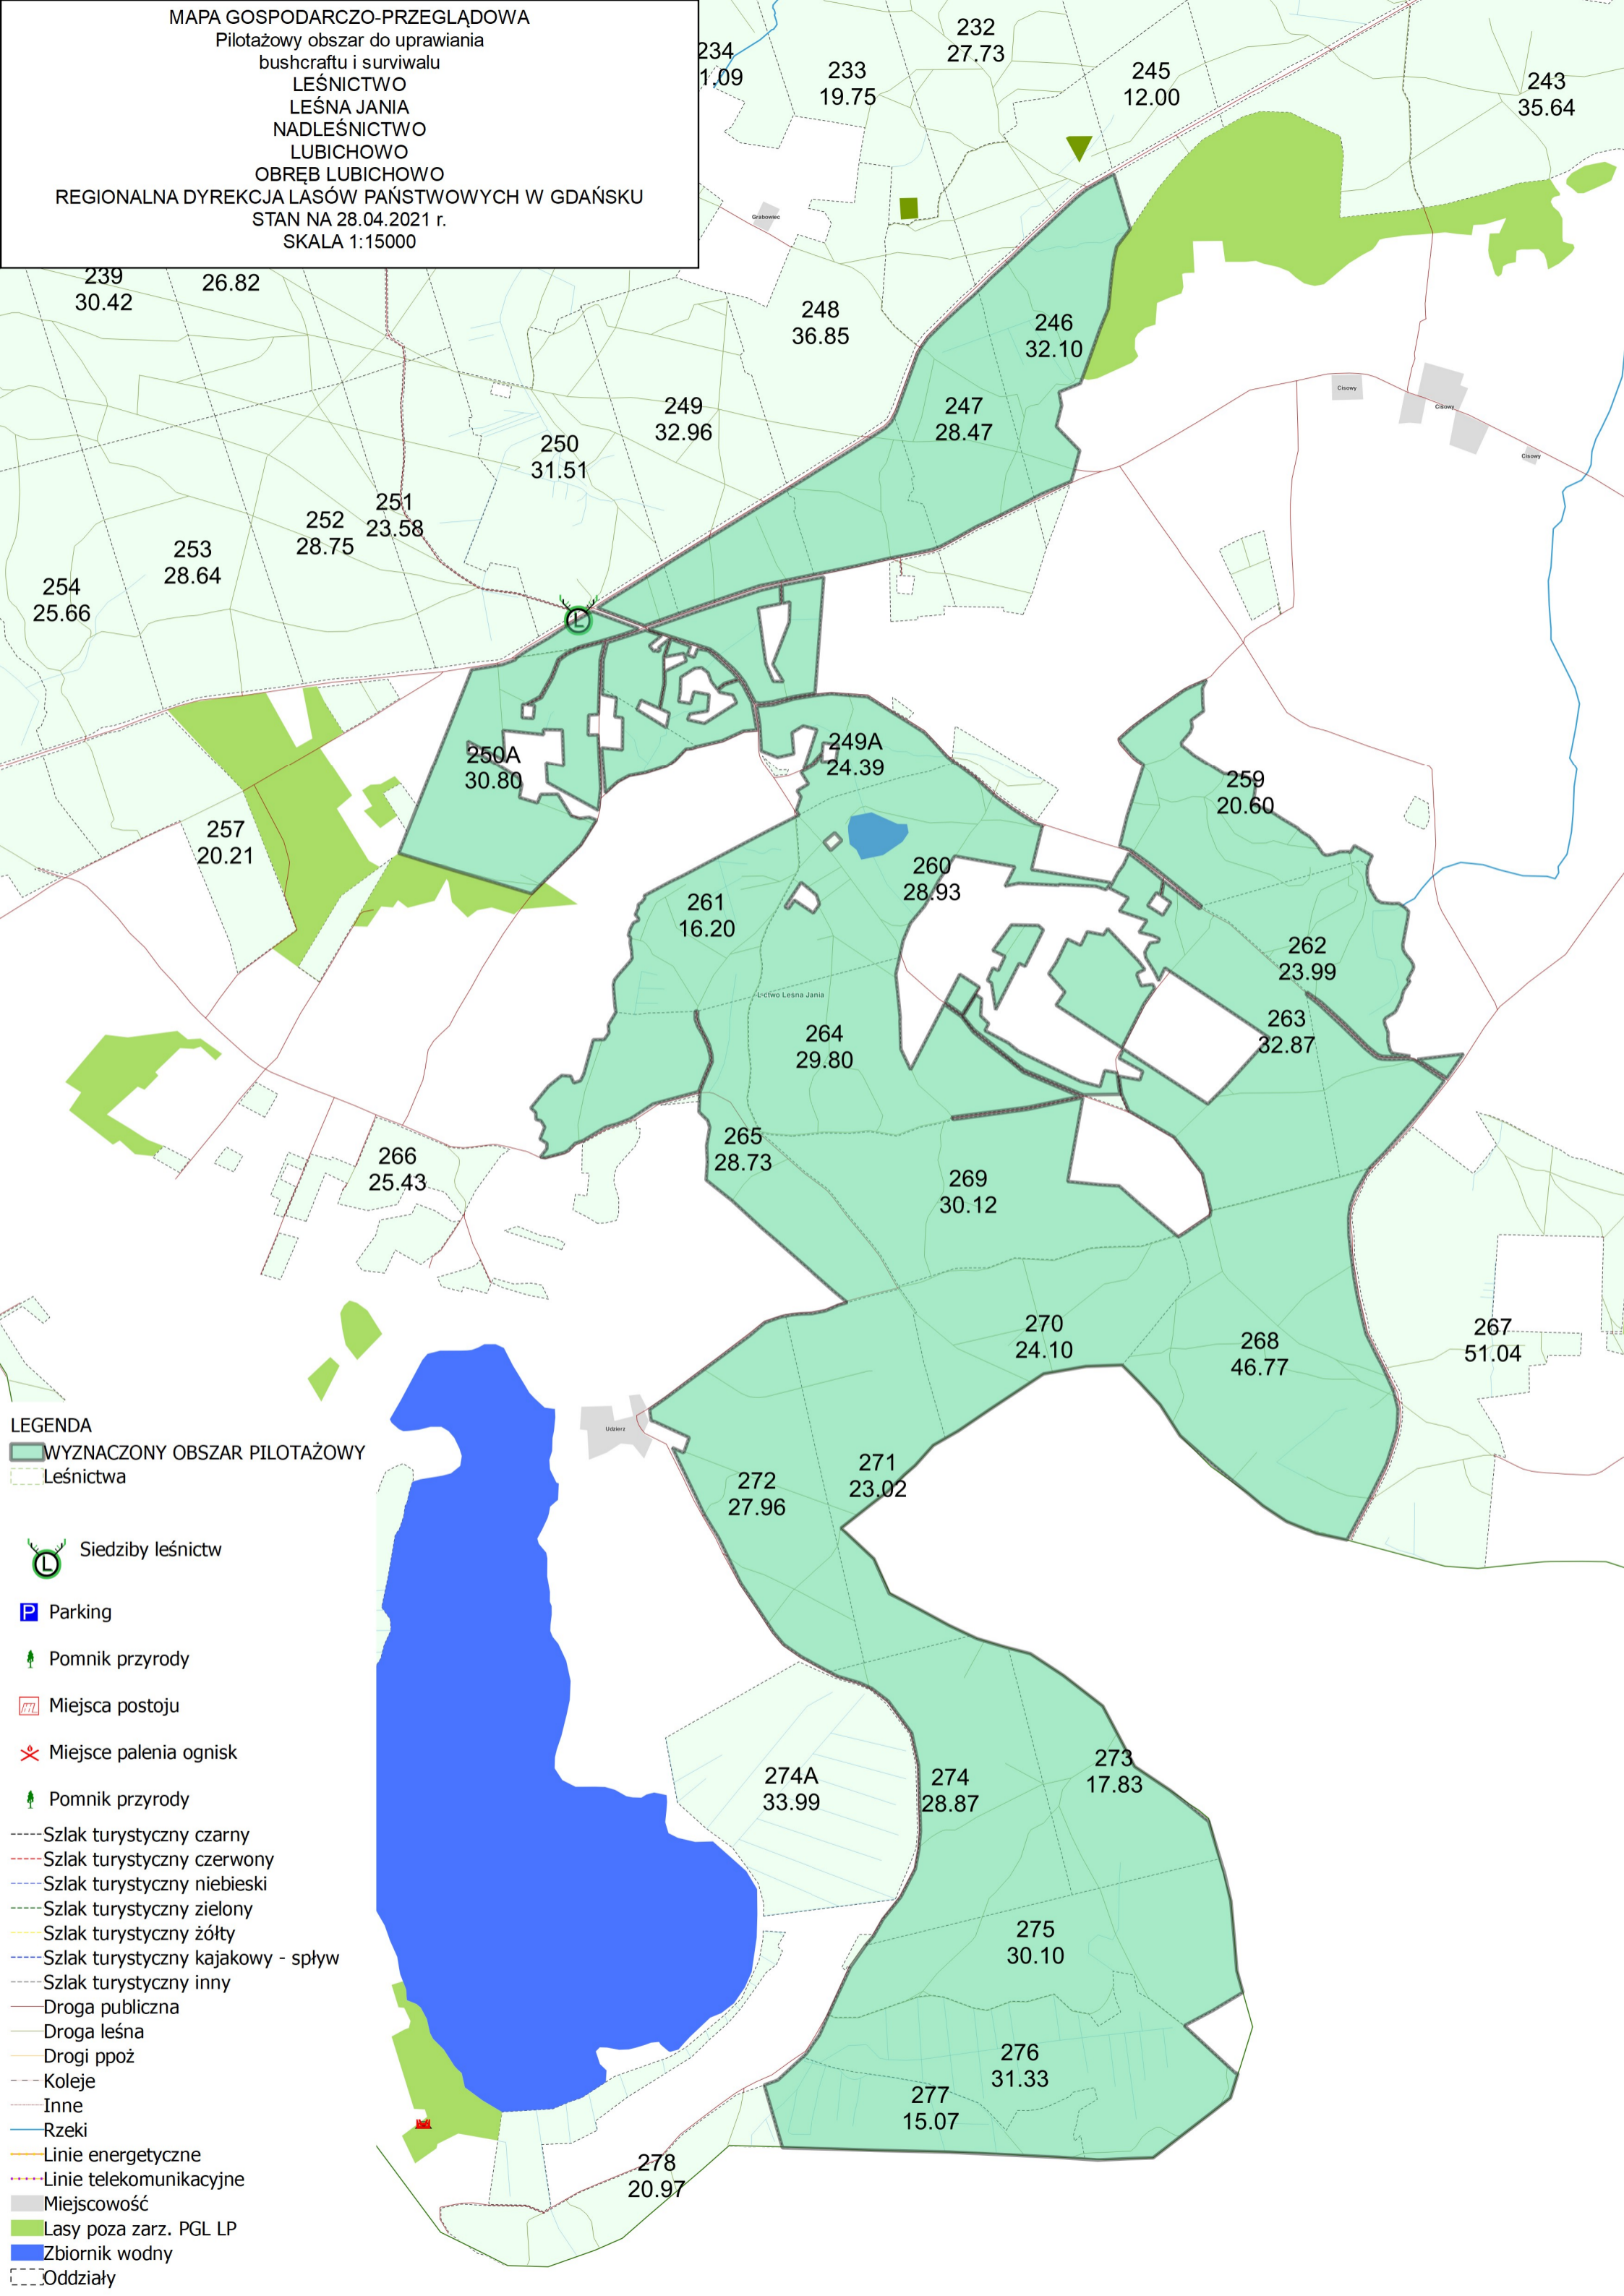 MAPA GOSPODARCZO-PRZEGLĄDOWA
Pilotażowy obszar do uprawiania
bushcraftu i surviwalu
LEŚNICTWO
LEŚNA JANIA
NADLEŚNICTWO
LUBICHOWO
OBRĘB LUBICHOWO
REGIONALNA DYREKCJA LASÓW PAŃSTWOWYCH W GDAŃSKU
STAN NA 28.04.2021 r.
SKALA 1:15000
234
1.09
233
19.75
232
27.73
245
12.00
243
35.64
Grabowiec
239
30.42
26.82
248
36.85
246
32.10
247
28.47
249
32.96
250
31.51
251
23.58
252
28.75
253
28.64
254
25.66
Cisowy
Cisowy
Cisowy
L
250A
30.80
249A
24.39
259
20.60
257
20.21
260
28.93
261
16.20
262
23.99
L-ctwo Leśna Jania
263
32.87
264
29.80
265
28.73
266
25.43
269
30.12
270
24.10
268
46.77
267
51.04
Udzierz
271
23.02
272
27.96
274A
33.99
274
28.87
273
17.83
275
30.10
276
31.33
277
15.07
278
20.97
LEGENDA
WYZNACZONY OBSZAR PILOTAŻOWY
Leśnictwa
L Siedziby leśnictw
P Parking
Pomnik przyrody
Miejsca postoju
Miejsce palenia ognisk
Pomnik przyrody
Szlak turystyczny czarny
Szlak turystyczny czerwony
Szlak turystyczny niebieski
Szlak turystyczny zielony
Szlak turystyczny żółty
Szlak turystyczny kajakowy - spływ
Szlak turystyczny inny
Droga publiczna
Droga leśna
Drogi ppoż
Koleje
Inne
Rzeki
Linie energetyczne
Linie telekomunikacyjne
Miejscowość
Lasy poza zarz. PGL LP
Zbiornik wodny
Oddziały